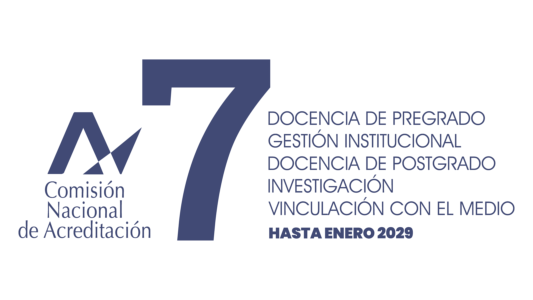 Comisión
Nacional
de Acreditación
7
DOCENCIA DE PREGRADO
GESTIÓN INSTITUCIONAL
DOCENCIA DE POSTGRADO
INVESTIGACIÓN
VINCULACIÓN CON EL MEDIO
HASTA ENERO 2029